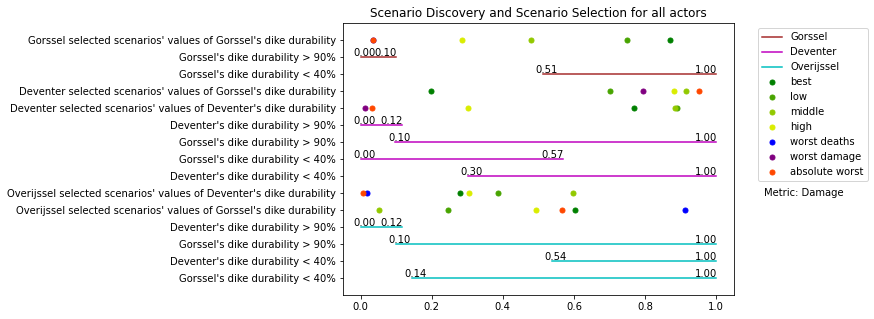 Scenario Discovery and Scenario Selection for all actors
Gorssel selected scenarios' values of Gorssel's dike durability
Gorssel's dike durability > 90%
0.00 0.10
Gorssel's dike durability < 40%
0.51 1.00
Deventer selected scenarios' values of Gorssel's dike durability
Deventer selected scenarios' values of Deventer's dike durability
Deventer's dike durability > 90%
0.00 0.12
Gorssel's dike durability > 90%
0.10 1.00
Gorssel's dike durability < 40%
0.00 0.57
Deventer's dike durability < 40%
0.30 1.00
Overijssel selected scenarios' values of Deventer's dike durability
Overijssel selected scenarios' values of Gorssel's dike durability
Deventer's dike durability > 90%
0.00 0.12
Gorssel's dike durability > 90%
0.10 1.00
Deventer's dike durability < 40%
0.54 1.00
Gorssel's dike durability < 40%
0.14 1.00
0.0 0.2 0.4 0.6 0.8 1.0
Gorssel
Deventer
Overijssel
best
low
middle
high
worst deaths
worst damage
absolute worst
Metric: Damage